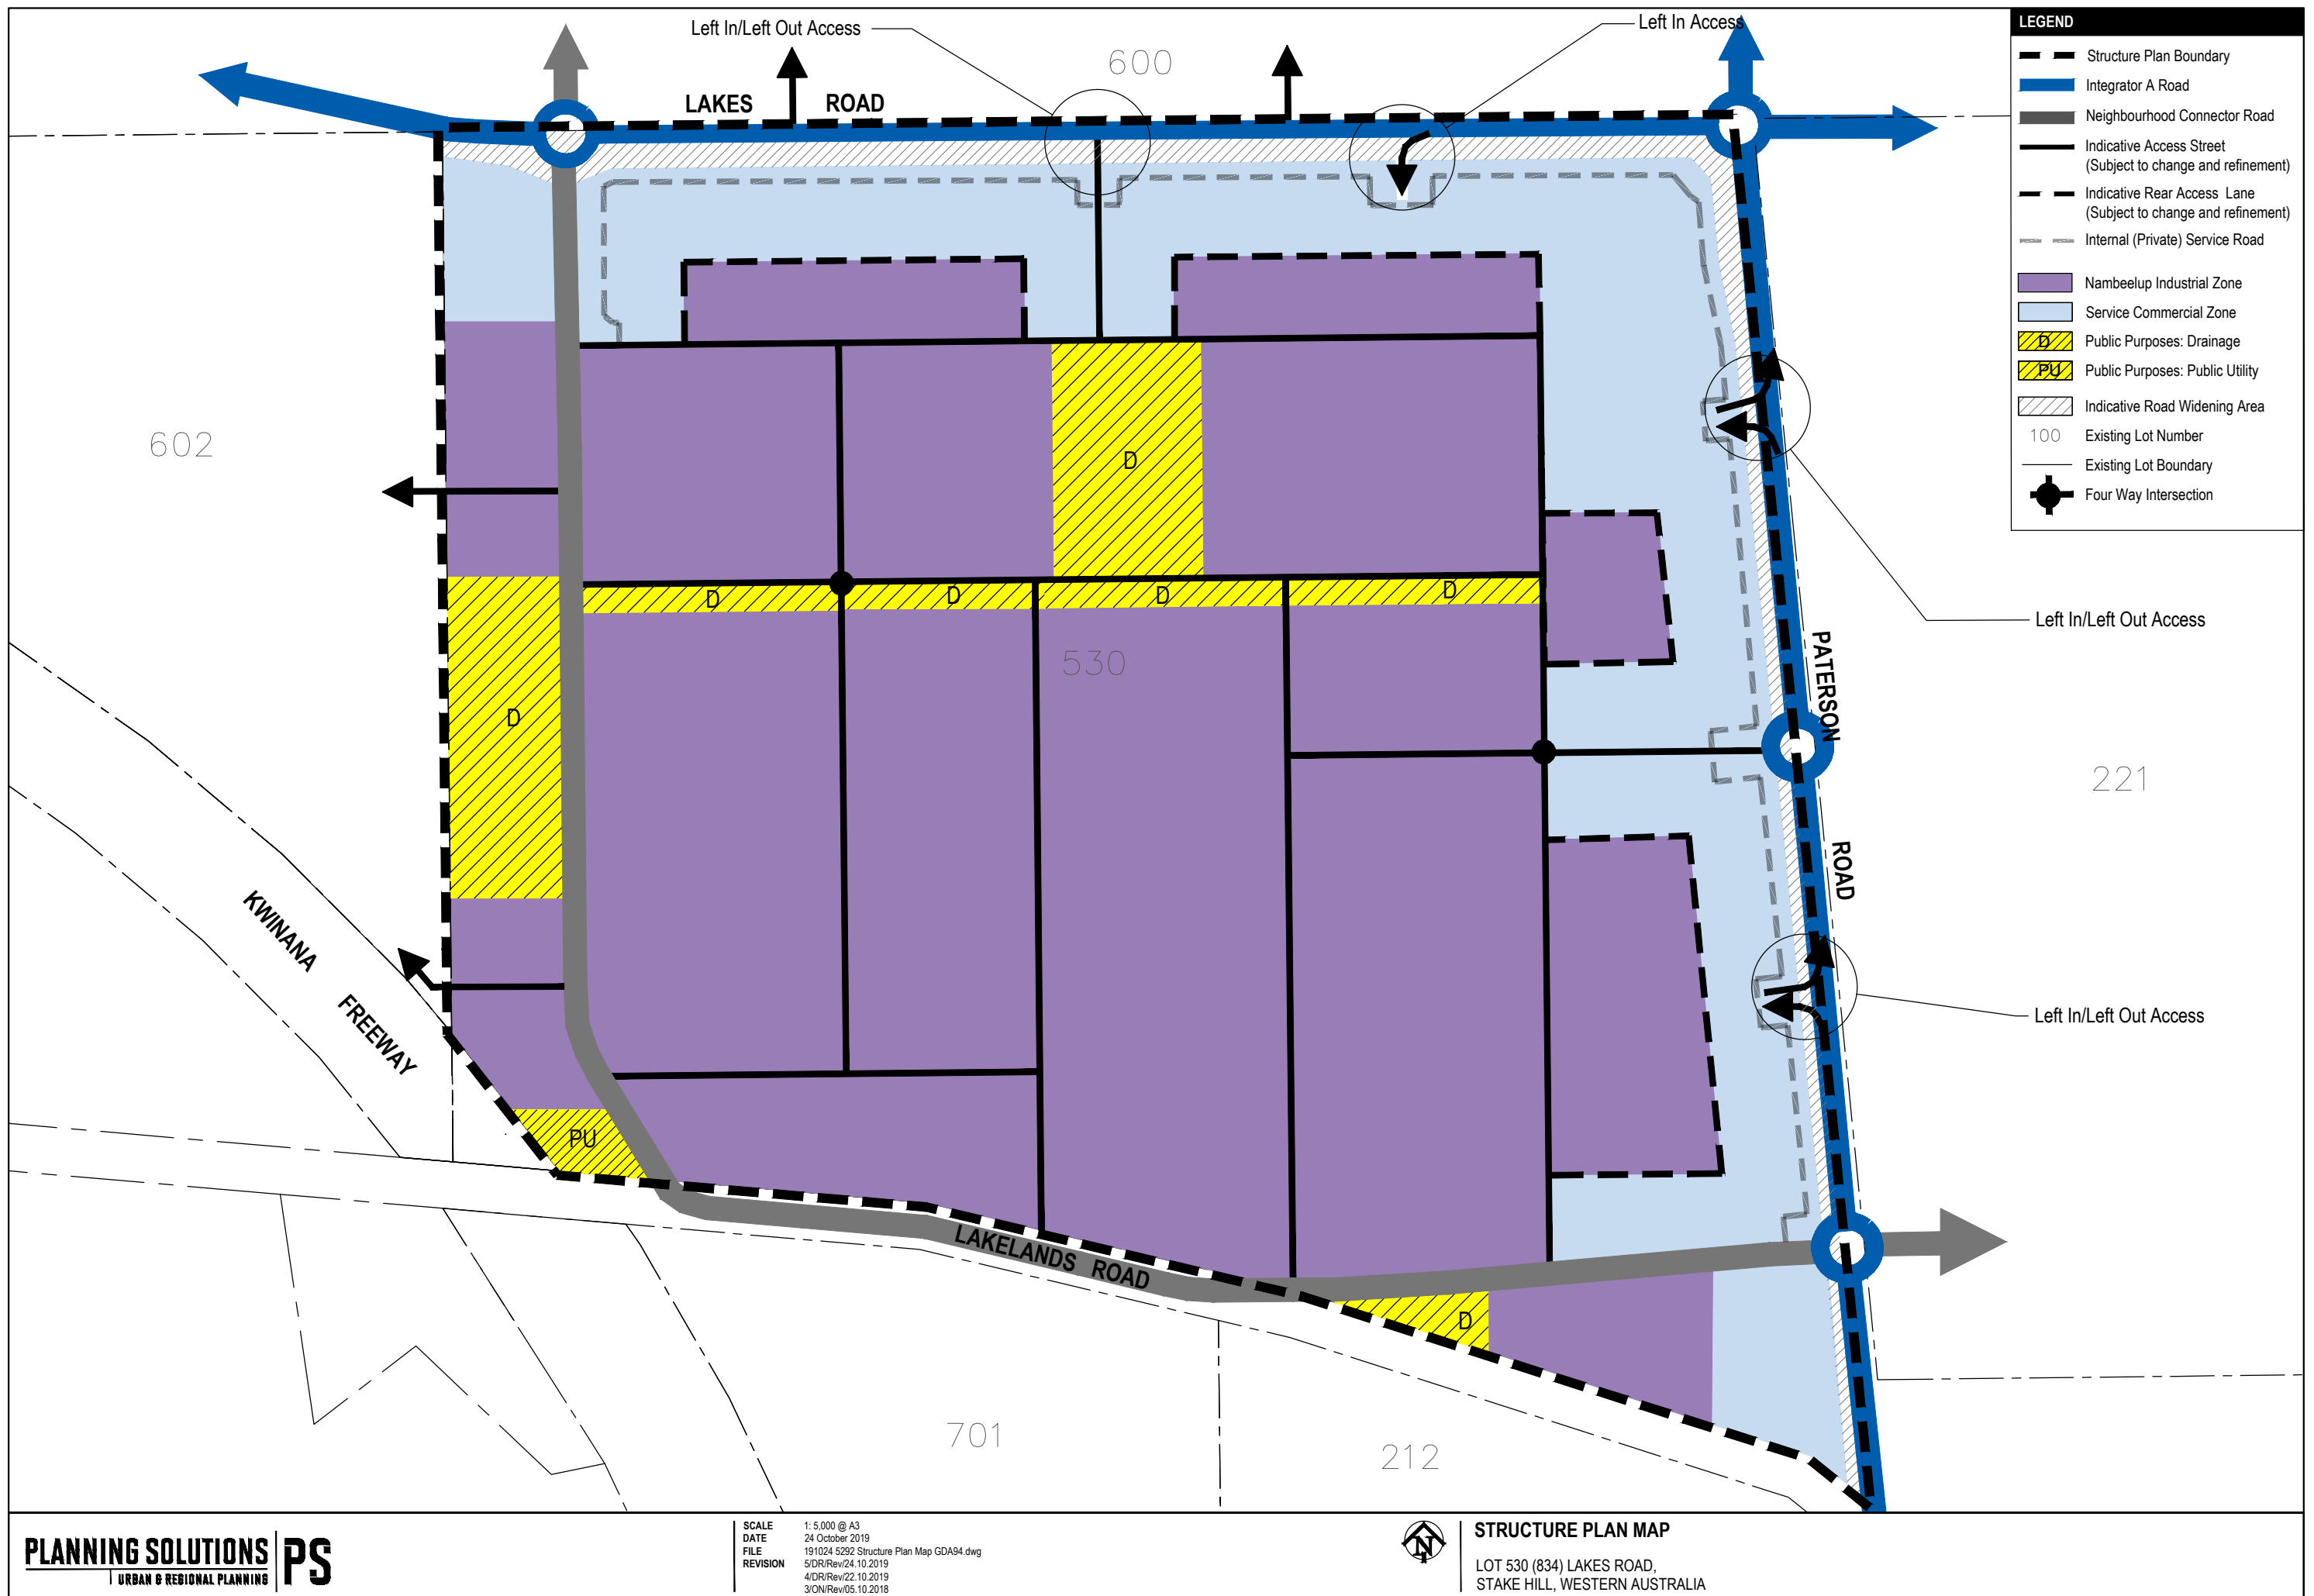 Left In/Left Out Access
Left In Access
600
LAKES ROAD
LEGEND
Structure Plan Boundary
Integrator A Road
Neighbourhood Connector Road
Indicative Access Street
(Subject to change and refinement)
Indicative Rear Access Lane
(Subject to change and refinement)
Internal (Private) Service Road
Nambeelup Industrial Zone
Service Commercial Zone
D Public Purposes: Drainage
PU Public Purposes: Public Utility
Indicative Road Widening Area
100 Existing Lot Number
Existing Lot Boundary
Four Way Intersection
602
D
D
D
D
D
Left In/Left Out Access
530
PATERSON ROAD
D
221
KWINANA FREEWAY
Left In/Left Out Access
PU
LAKELANDS ROAD
D
701
212
PLANNING SOLUTIONS PS
URBAN & REGIONAL PLANNING
SCALE 1: 5,000 @ A3
DATE 24 October 2019
FILE 191024 5292 Structure Plan Map GDA94.dwg
REVISION 5/DR/Rev/24.10.2019
4/DR/Rev/22.10.2019
3/ON/Rev/05.10.2018
N
STRUCTURE PLAN MAP
LOT 530 (834) LAKES ROAD,
STAKE HILL, WESTERN AUSTRALIA